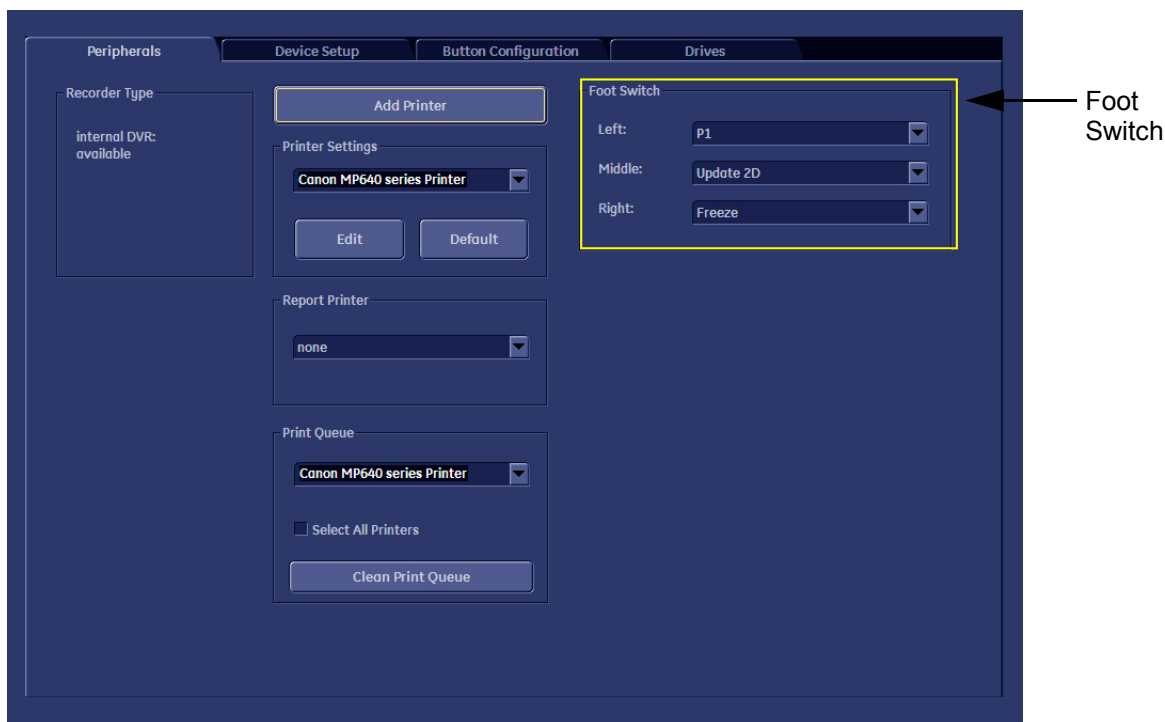 Peripherals
Device Setup
Button Configuration
Drives
Recorder Type
internal DVR:
available
Add Printer
Printer Settings
Canon MP640 series Printer
Edit
Default
Report Printer
none
Print Queue
Canon MP640 series Printer
Select All Printers
Clean Print Queue
Foot Switch
Left:
P1
Middle:
Update 2D
Right:
Freeze
Foot
Switch